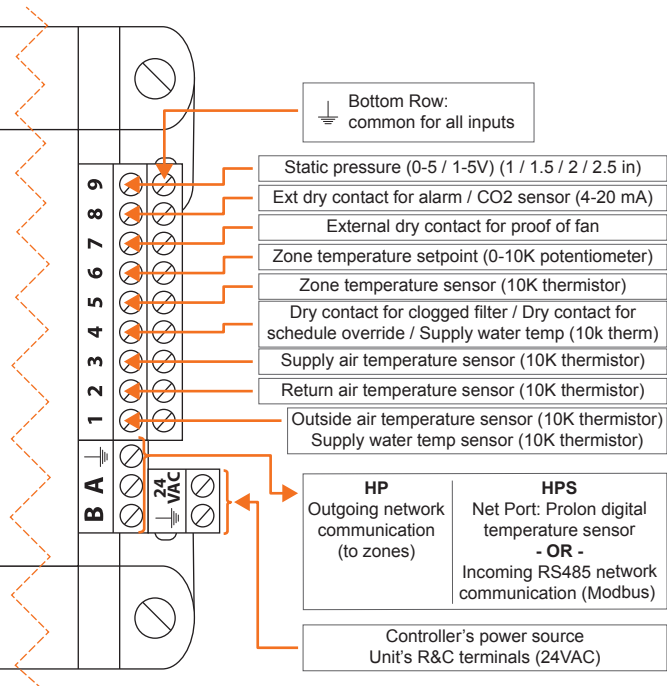 Bottom Row:
common for all inputs
9
8
7
6
5
4
3
2
1
B A
24
VAC
Static pressure (0-5 / 1-5V) (1 / 1.5 / 2 / 2.5 in)
Ext dry contact for alarm / CO2 sensor (4-20 mA)
External dry contact for proof of fan
Zone temperature setpoint (0-10K potentiometer)
Zone temperature sensor (10K thermistor)
Dry contact for clogged filter / Dry contact for
schedule override / Supply water temp (10k therm)
Supply air temperature sensor (10K thermistor)
Return air temperature sensor (10K thermistor)
Outside air temperature sensor (10K thermistor)
Supply water temp sensor (10K thermistor)
HP
Outgoing network
communication
(to zones)
HPS
Net Port: Prolon digital
temperature sensor
- OR -
Incoming RS485 network
communication (Modbus)
Controller's power source
Unit's R&C terminals (24VAC)